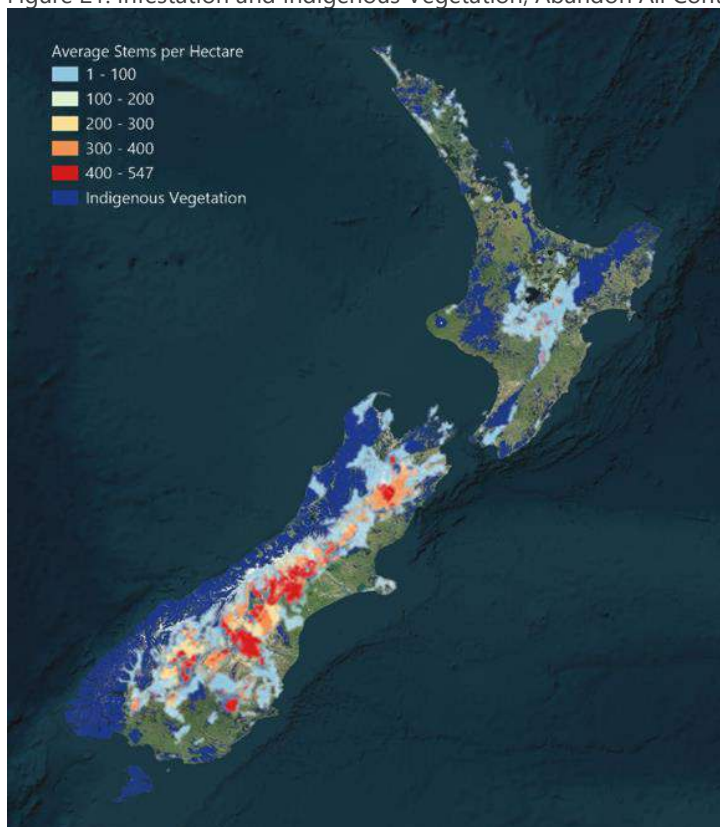 Average Stems per Hectare
1 - 100
100 - 200
200 - 300
300 - 400
400 - 547
Indigenous Vegetation